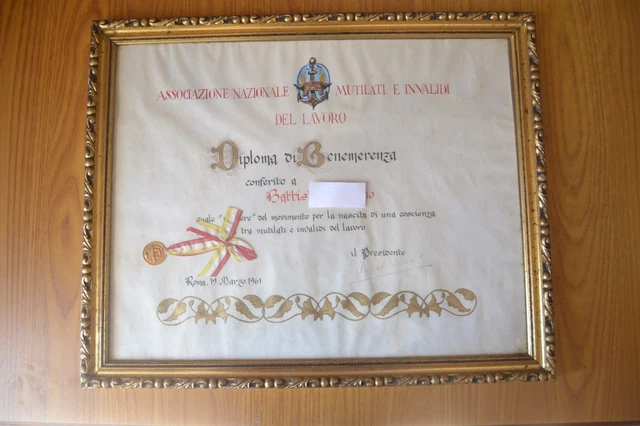 ASSOCIAZIONE NAZIONALE MUTILATI E INVALIDI
DEL LAVORO
Diploma di Benemerenza
conferito a
quale " del movimento per la nascita di una coscienza
tra mutilati e invalidi del lavoro
il Presidente
Roma, 19 Marzo 1961